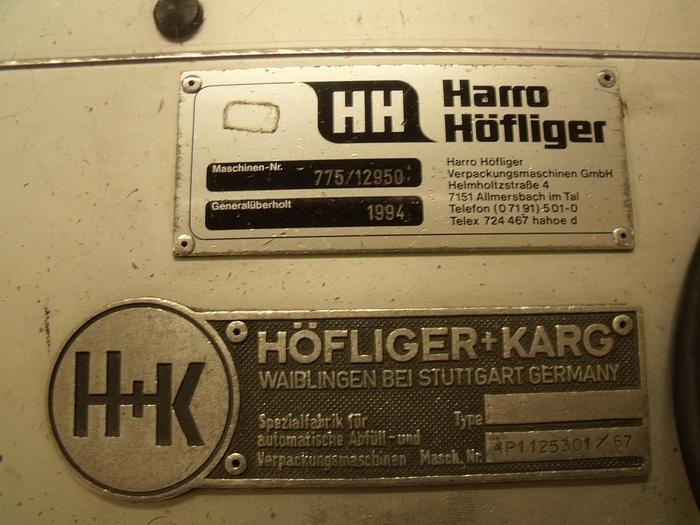 HH
Harro
Höfliger
Maschinen-Nr.
775/12950
Generalüberholt
1994
Harro Höfliger
Verpackungsmaschinen GmbH
Helmholtzstraße 4
7151 Allmersbach im Tal
Telefon (07191) 501-0
Telex 724 467 hahoe d
H+K
HÖFLIGER+KARG
WAIBLINGEN BEI STUTTGART GERMANY
Spezialfabrik für
automatische Abfüll-und
Verpackungsmaschinen
Type
Masch. Nr. 4P1125301/67